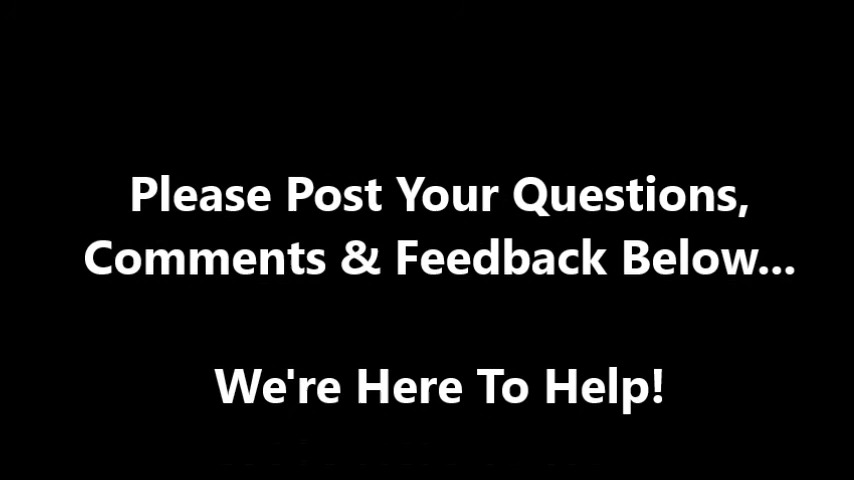 Please Post Your Questions,
Comments & Feedback Below...
We're Here To Help!